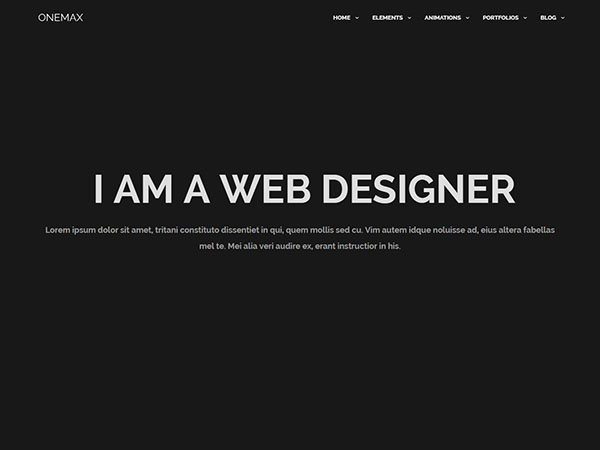 ONEMAX
HOME ELEMENTS ANIMATIONS PORTFOLIOS BLOG
I AM A WEB DESIGNER
Lorem ipsum dolor sit amet, tritani constituto dissentiet in qui, quem mollis sed cu. Vim autem idque noluisse ad, eius altera fabellas
mel te. Mei alia veri audire ex, erant instructior in his.